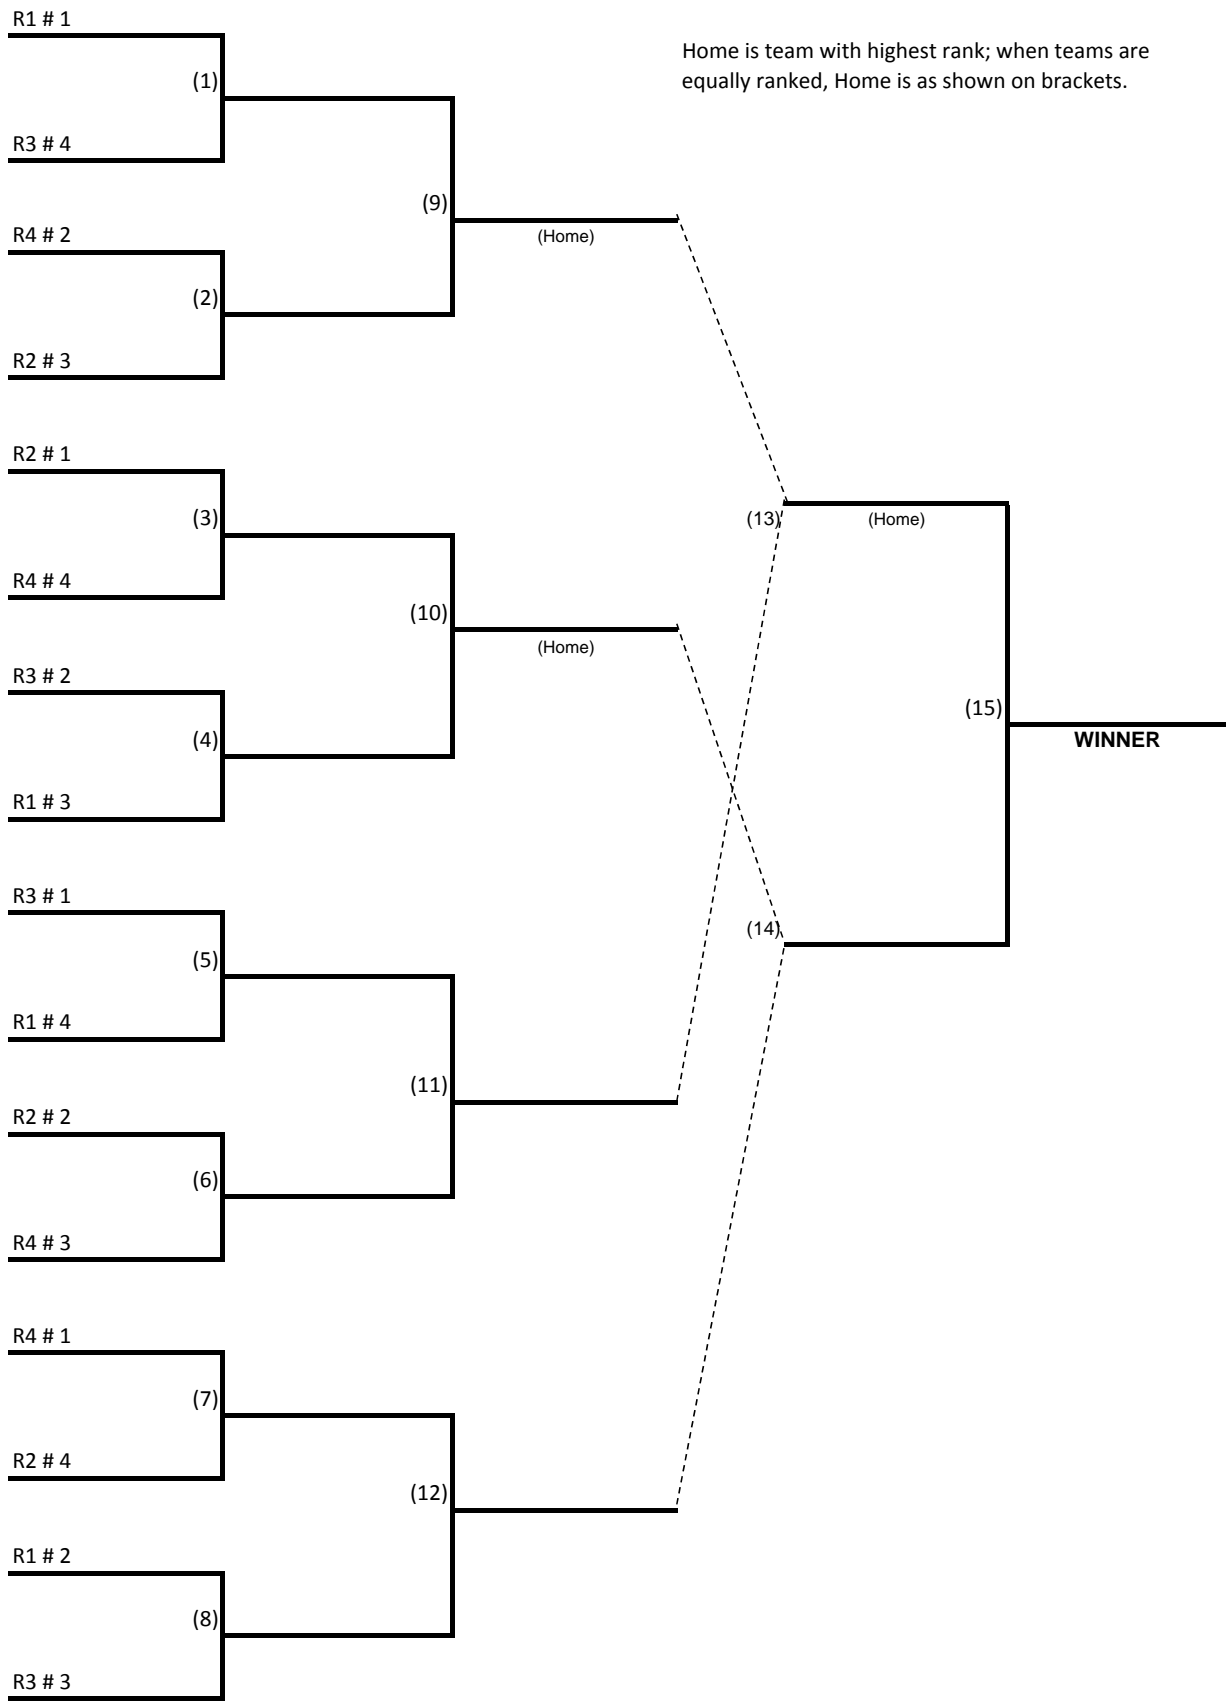 R1 # 1
Home is team with highest rank; when teams are
equally ranked, Home is as shown on brackets.
(1)
R3 # 4
(9)
(Home)
R4 # 2
(2)
R2 # 3
R2 # 1
(3)
(13)
(Home)
R4 # 4
(10)
(Home)
R3 # 2
(15)
WINNER
(4)
R1 # 3
R3 # 1
(14)
(5)
R1 # 4
(11)
R2 # 2
(6)
R4 # 3
R4 # 1
(7)
R2 # 4
(12)
R1 # 2
(8)
R3 # 3